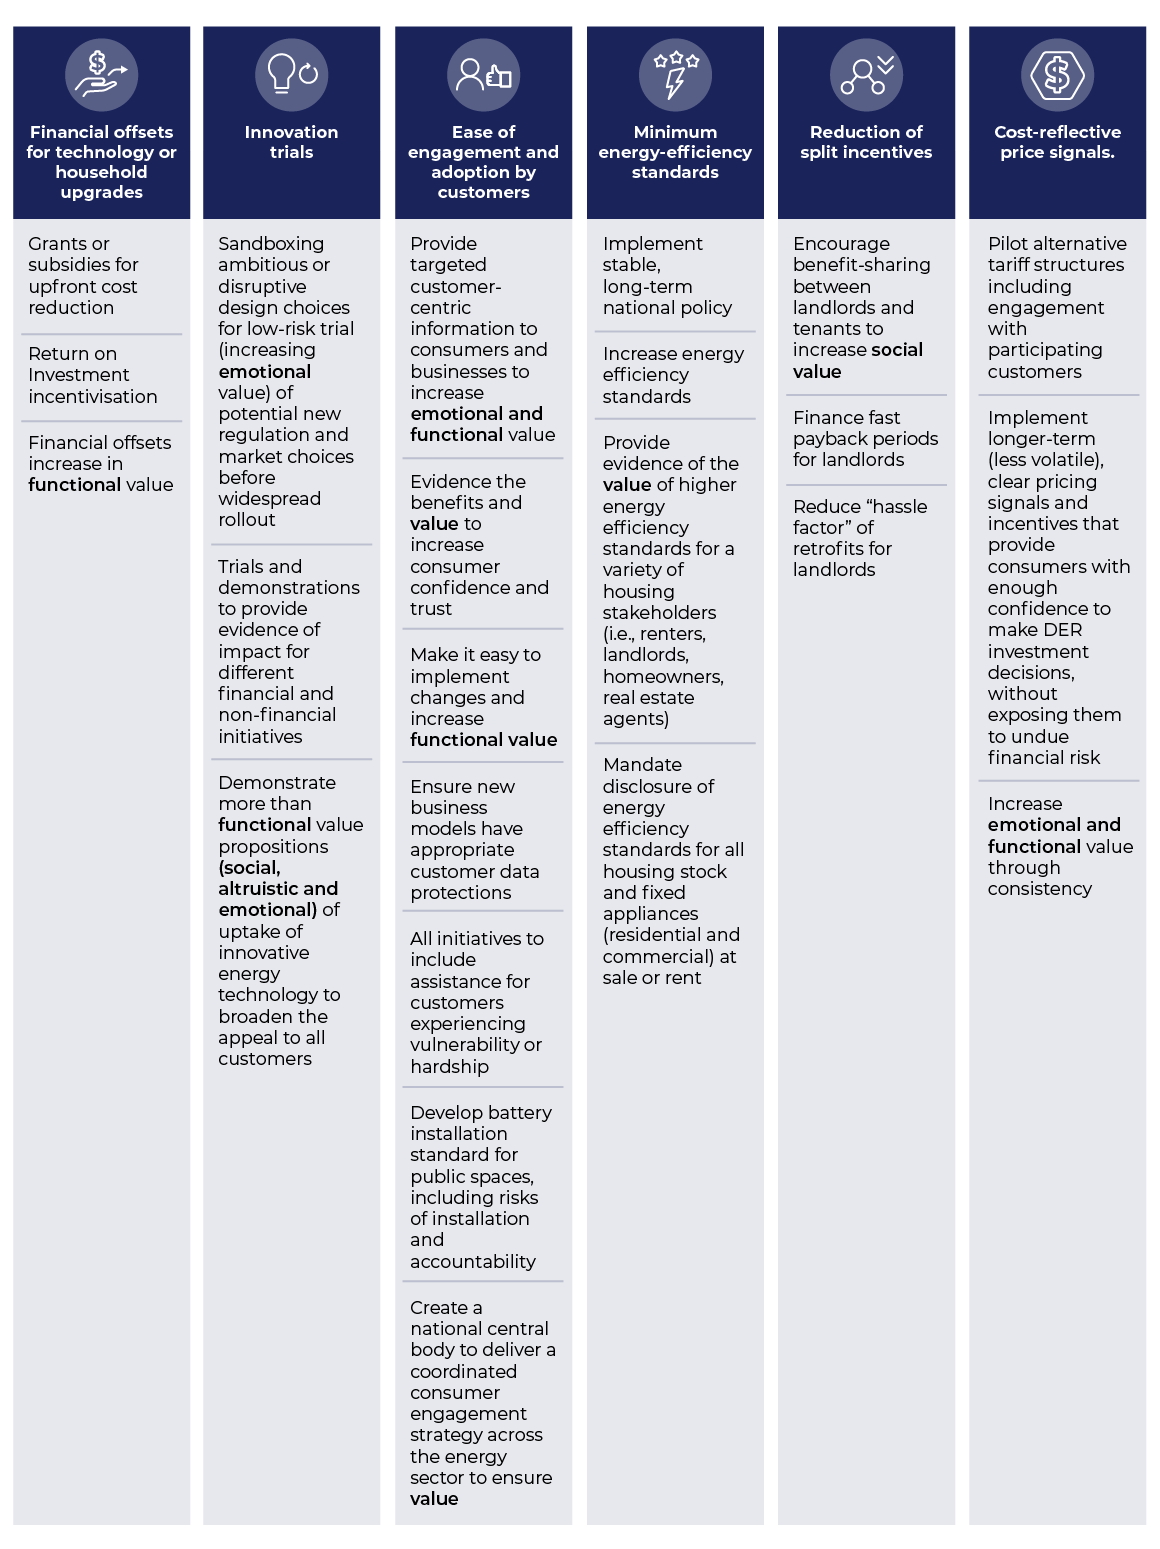 Financial offsets
for technology or
household
upgrades
Grants or
subsidies for
upfront cost
reduction
Return on
Investment
incentivisation
Financial offsets
increase in
functional value
Innovation
trials
Sandboxing
ambitious or
disruptive
design choices
for low-risk trial
(increasing
emotional
value) of
potential new
regulation and
market choices
before
widespread
rollout
Trials and
demonstrations
to provide
evidence of
impact for
different
financial and
non-financial
initiatives
Demonstrate
more than
functional value
propositions
(social,
altruistic and
emotional) of
uptake of
innovative
energy
technology to
broaden the
appeal to all
customers
Ease of
engagement and
adoption by
customers
Provide
targeted
customer-
centric
information to
consumers and
businesses to
increase
emotional and
functional value
Evidence the
benefits and
value to
increase
consumer
confidence and
trust
Make it easy to
implement
changes and
increase
functional value
Ensure new
business
models have
appropriate
customer data
protections
All initiatives to
include
assistance for
customers
experiencing
vulnerability or
hardship
Develop battery
installation
standard for
public spaces,
including risks
of installation
and
accountability
Create a
national central
body to deliver a
coordinated
consumer
engagement
strategy across
the energy
sector to ensure
value
Minimum
energy-efficiency
standards
Implement
stable,
long-term
national policy
Increase energy
efficiency
standards
Provide
evidence of the
value of higher
energy
efficiency
standards for a
variety of
housing
stakeholders
(i.e., renters,
landlords,
homeowners,
real estate
agents)
Mandate
disclosure of
energy
efficiency
standards for all
housing stock
and fixed
appliances
(residential and
commercial) at
sale or rent
Reduction of
split incentives
Encourage
benefit-sharing
between
landlords and
tenants to
increase social
value
Finance fast
payback periods
for landlords
Reduce “hassle
factor” of
retrofits for
landlords
Cost-reflective
price signals.
Pilot alternative
tariff structures
including
engagement
with
participating
customers
Implement
longer-term
(less volatile),
clear pricing
signals and
incentives that
provide
consumers with
enough
confidence to
make DER
investment
decisions,
without
exposing them
to undue
financial risk
Increase
emotional and
functional value
through
consistency